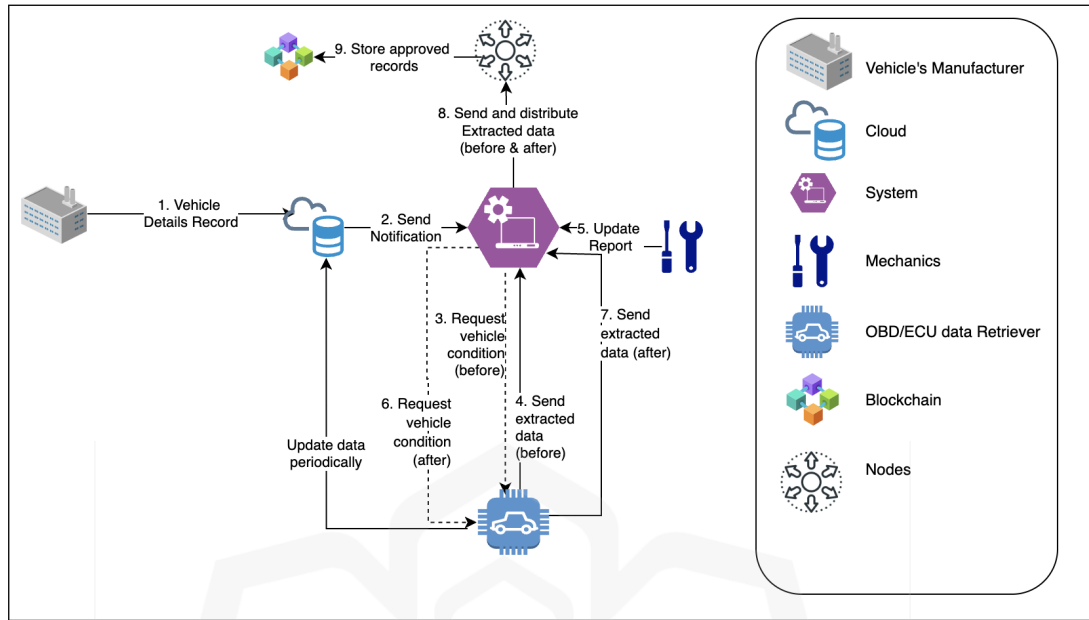 9. Store approved
records
8. Send and distribute
Extracted data
(before & after)
1. Vehicle
Details Record
2. Send
Notification
5. Update
Report
3. Request
vehicle
condition
(before)
7. Send
extracted
data (after)
6. Request
vehicle
condition
(after)
4. Send
extracted
data
(before)
Update data
periodically
Vehicle's Manufacturer
Cloud
System
Mechanics
OBD/ECU data Retriever
Blockchain
Nodes